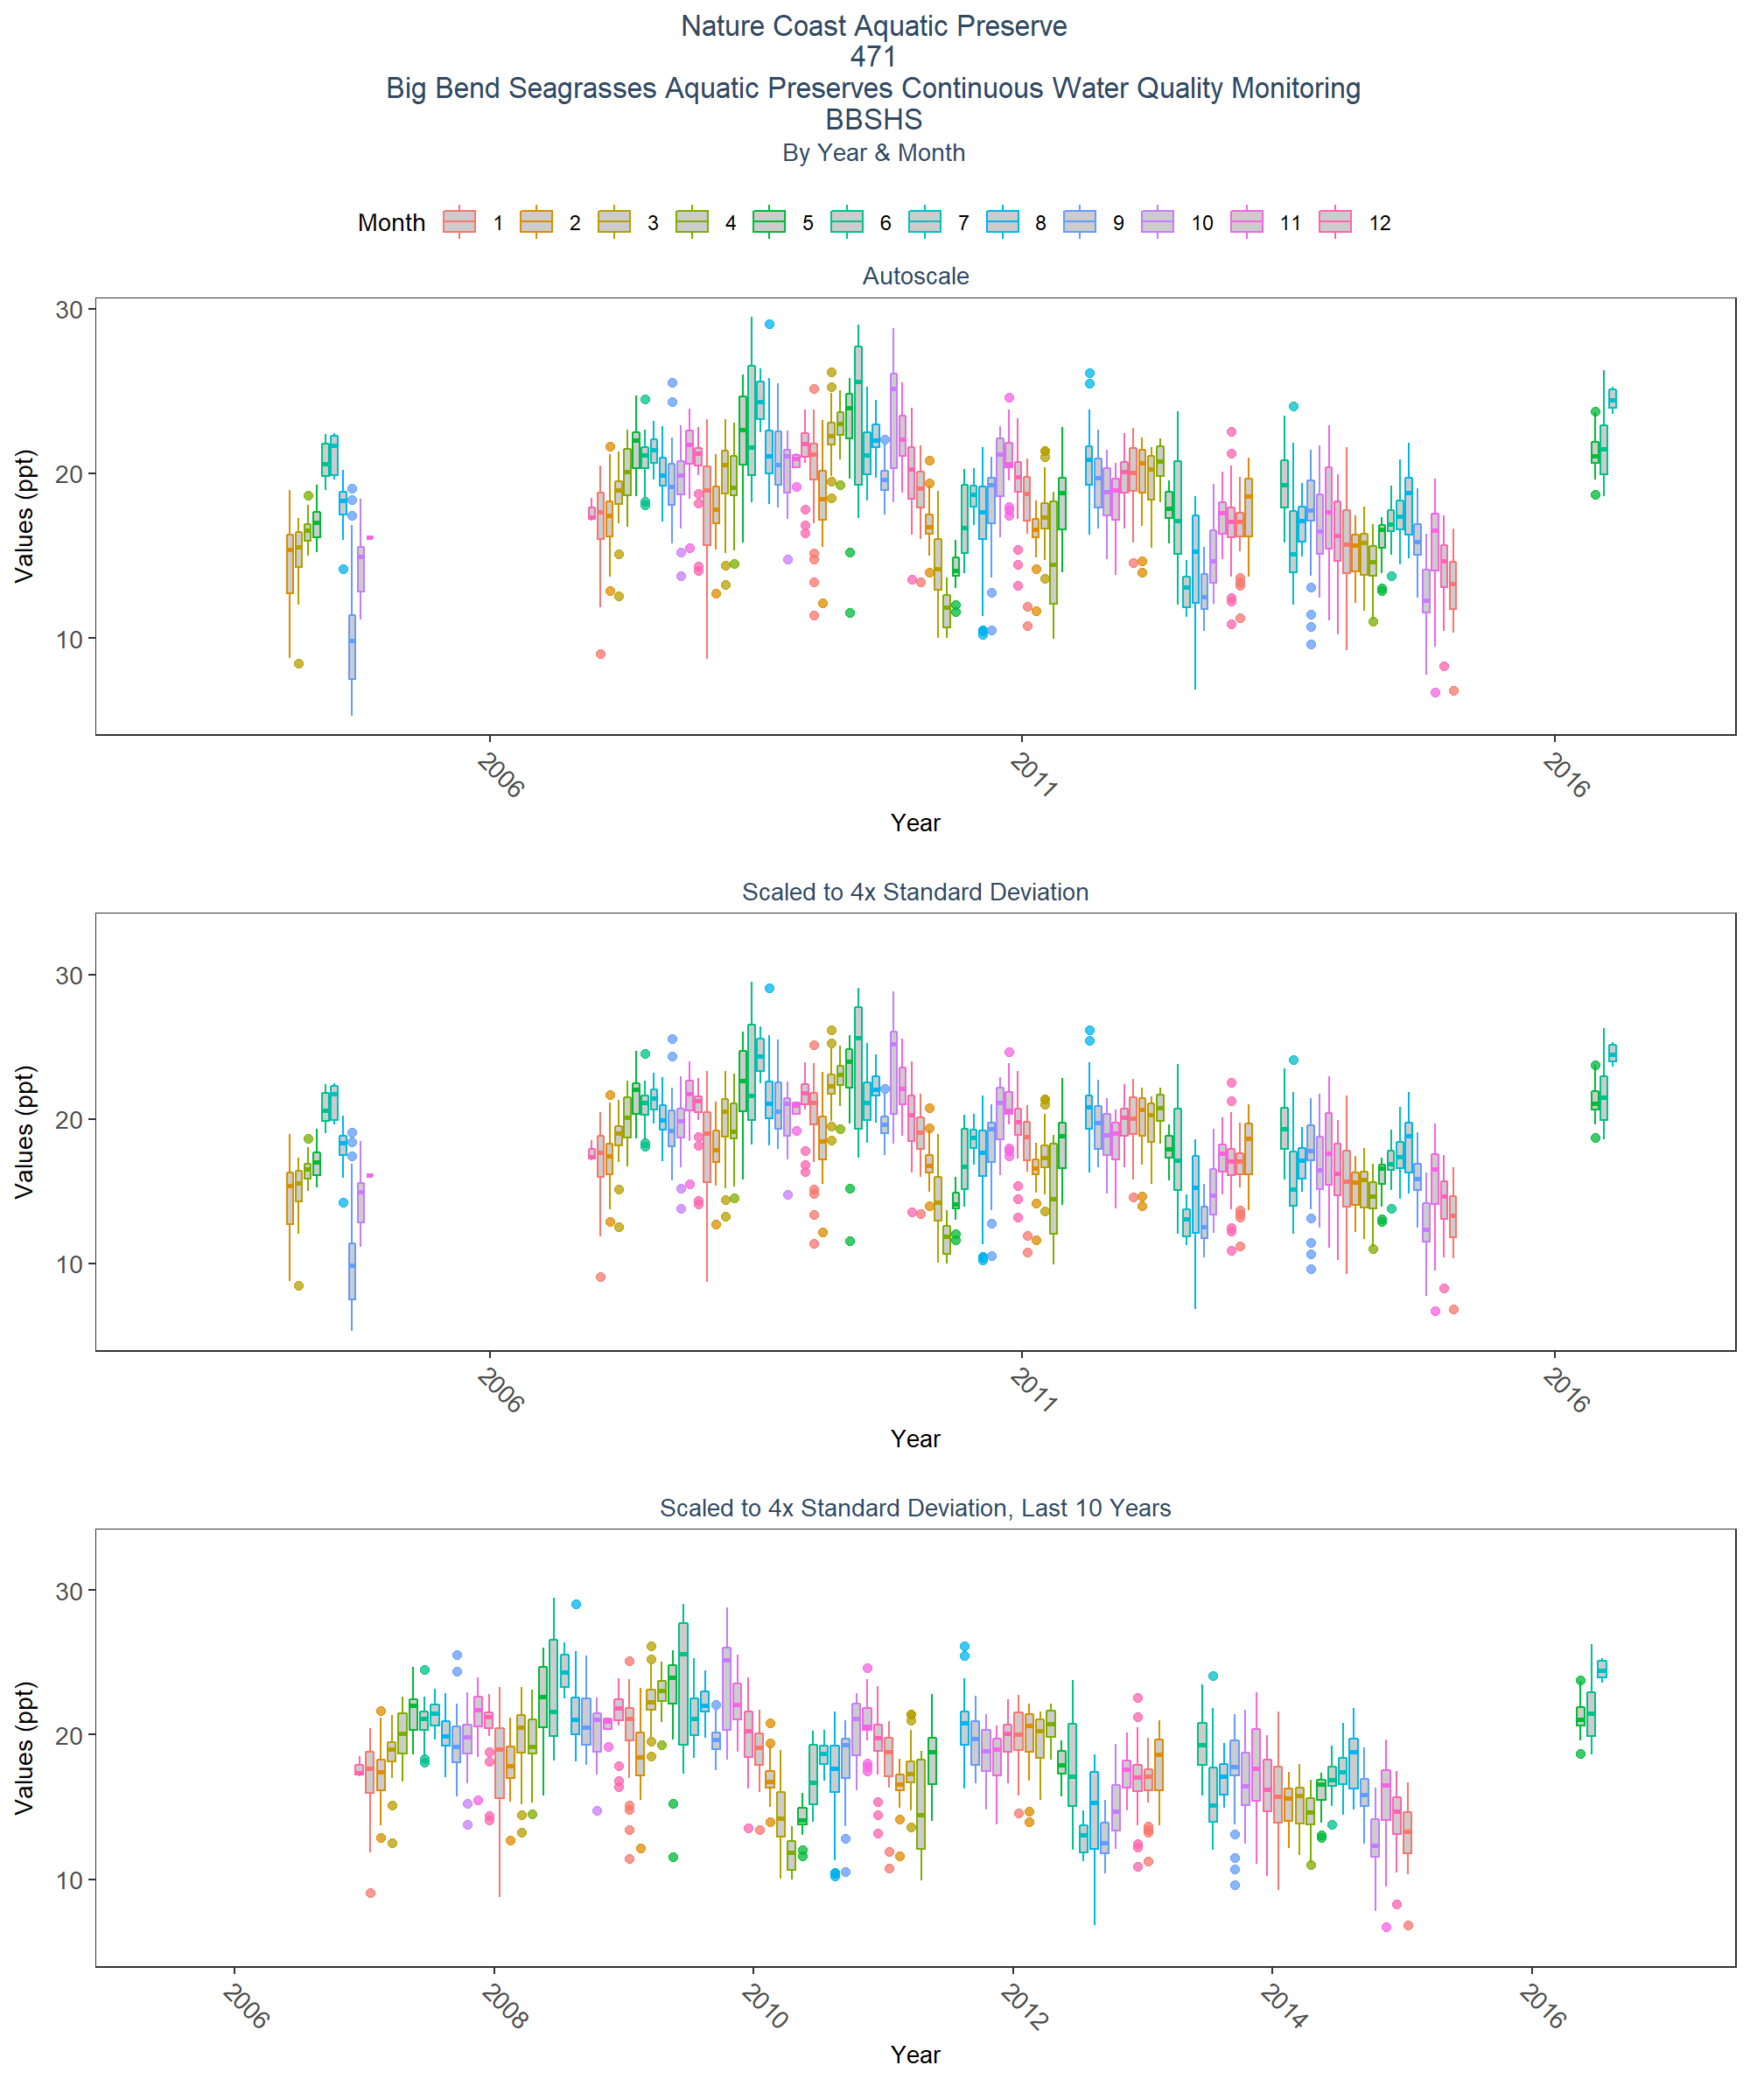 Nature Coast Aquatic Preserve
471
Big Bend Seagrasses Aquatic Preserves Continuous Water Quality Monitoring
BBSHS
By Year & Month
Month 1 2 3 4 5 6 7 8 9 10 11 12
Autoscale
30
20
10
Values (ppt)
2006 2011 2016
Year
Scaled to 4x Standard Deviation
30
20
10
Values (ppt)
2006 2011 2016
Year
Scaled to 4x Standard Deviation, Last 10 Years
30
20
10
Values (ppt)
2006 2008 2010 2012 2014 2016
Year